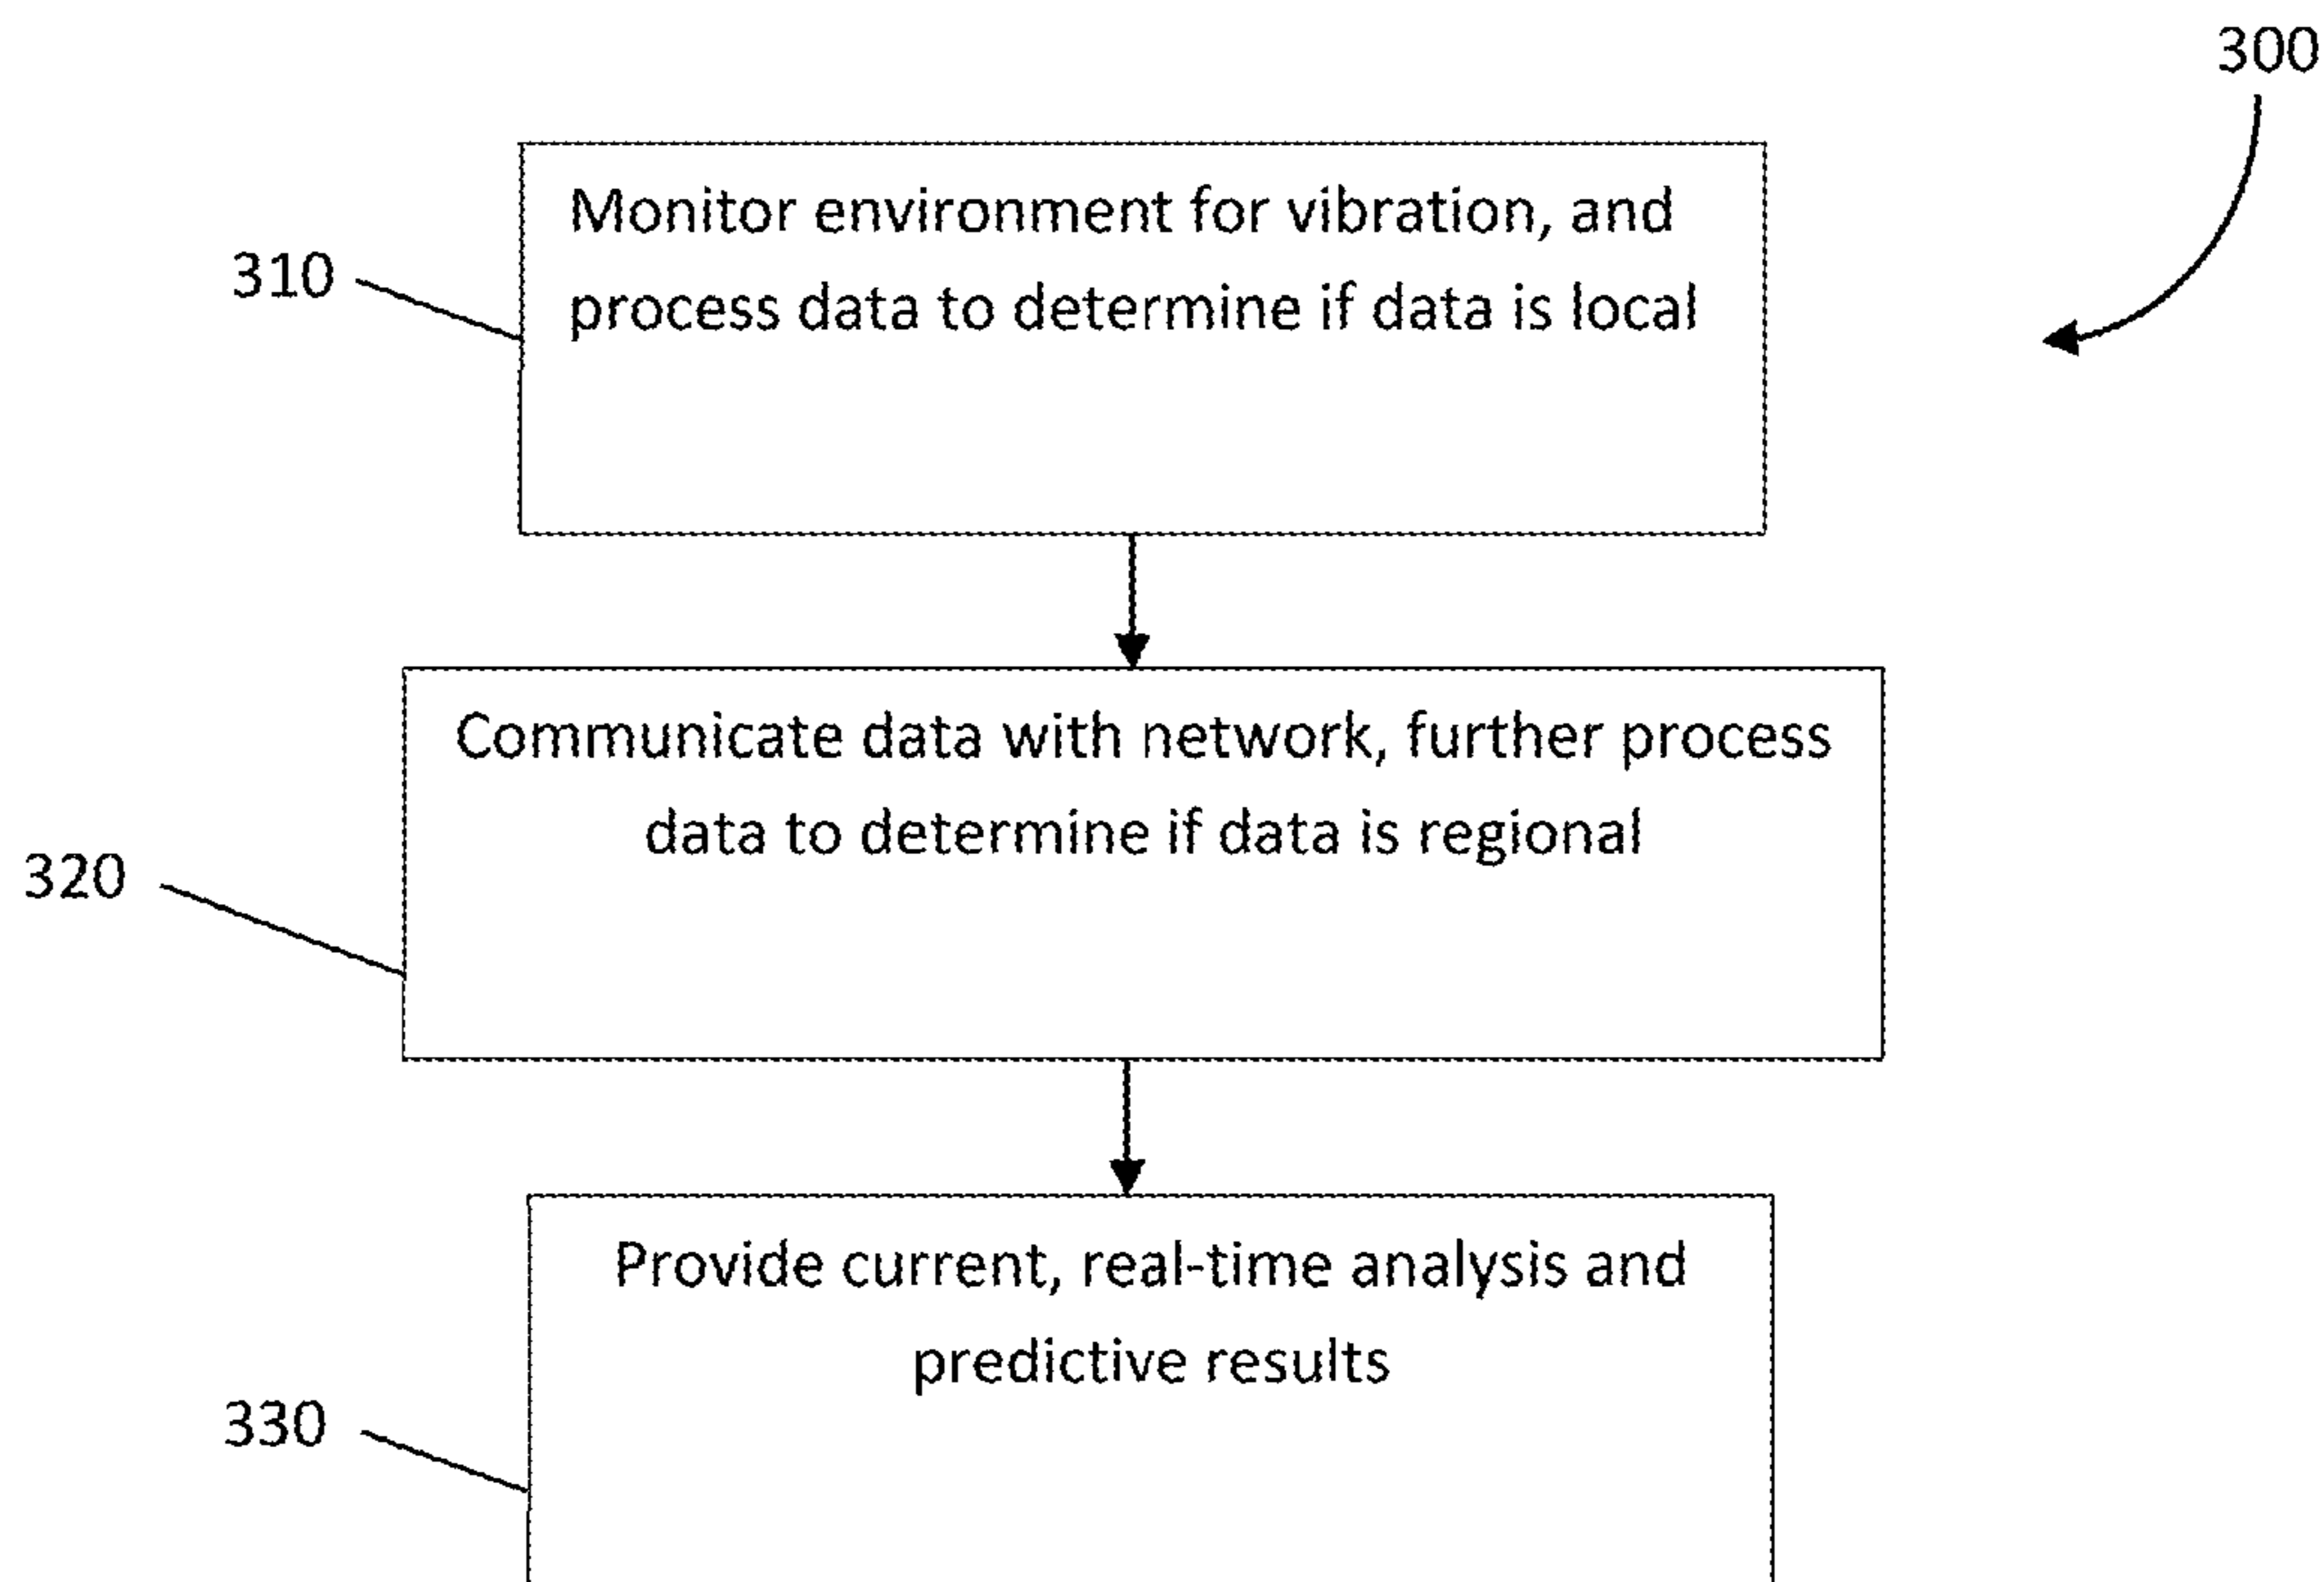 300
310
Monitor environment for vibration, and
process data to determine if data is local
320
Communicate data with network, further process
data to determine if data is regional
330
Provide current, real-time analysis and
predictive results